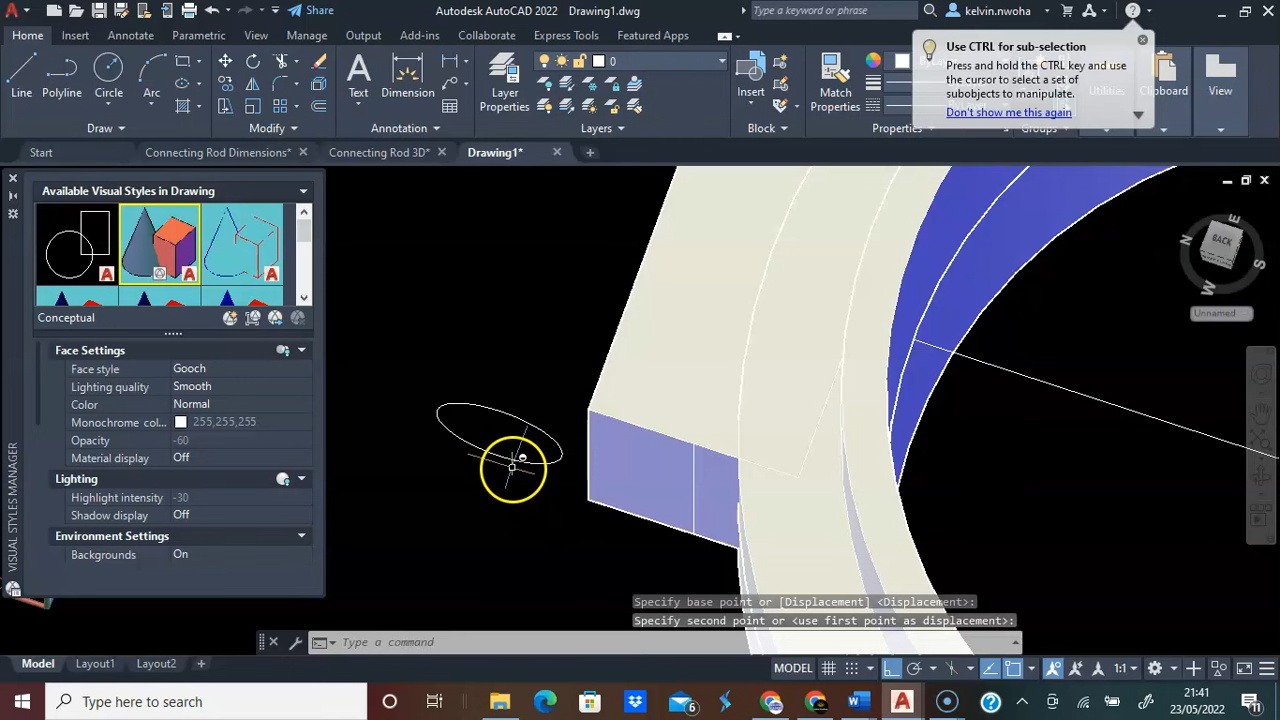 Share
Autodesk AutoCAD 2022 Drawing1.dwg
Type a keyword or phrase
kelvin.nwoha
Home Insert Annotate Parametric View Manage Output Add-ins Collaborate Express Tools Featured Apps
Use CTRL for sub-selection
Press and hold the CTRL key and use
the cursor to select a set of
subobjects to manipulate.
Don't show me this again
Line Polyline Circle Arc
Text Dimension
Layer
Properties
0
Insert
Match
Properties
Utilities Clipboard View
Draw Modify Annotation Layers Block Properties Groups
Start Connecting Rod Dimensions* Connecting Rod 3D* Drawing1*
Available Visual Styles in Drawing
Conceptual
Face Settings
Face style Gooch
Lighting quality Smooth
Color Normal
Monochrome col... 255,255,255
Opacity -60
Material display Off
Lighting
Highlight intensity -30
Shadow display Off
Environment Settings
Backgrounds On
VISUAL STYLES MANAGER
N E
BACK
W S
Unnamed
Specify base point or [Displacement] <Displacement>:
Specify second point or <use first point as displacement>:
Type a command
Model Layout1 Layout2
MODEL 1:1
Type here to search
6
21:41
23/05/2022
11